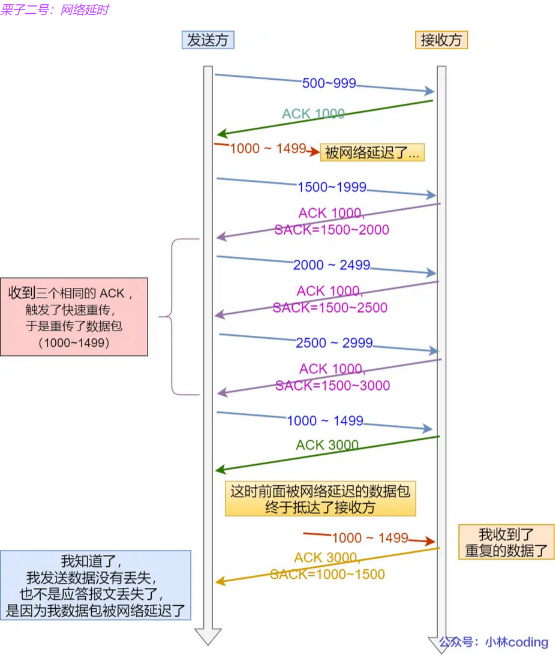 栗子二号：网络延时
发送方
接收方
500~999
ACK 1000
1000 ~ 1499
被网络延迟了...
1500~1999
ACK 1000,
SACK=1500~2000
2000 ~ 2499
ACK 1000,
SACK=1500~2500
收到三个相同的 ACK，
触发了快速重传，
于是重传了数据包
（1000~1499）
2500 ~ 2999
ACK 1000,
SACK=1500~3000
1000 ~ 1499
ACK 3000
这时前面被网络延迟的数据包
终于抵达了接收方
1000 ~ 1499
我收到了
重复的数据了
ACK 3000,
SACK=1000~1500
我知道了，
我发送数据没有丢失，
也不是应答报文丢失了，
是因为我数据包被网络延迟了
公众号：小林coding